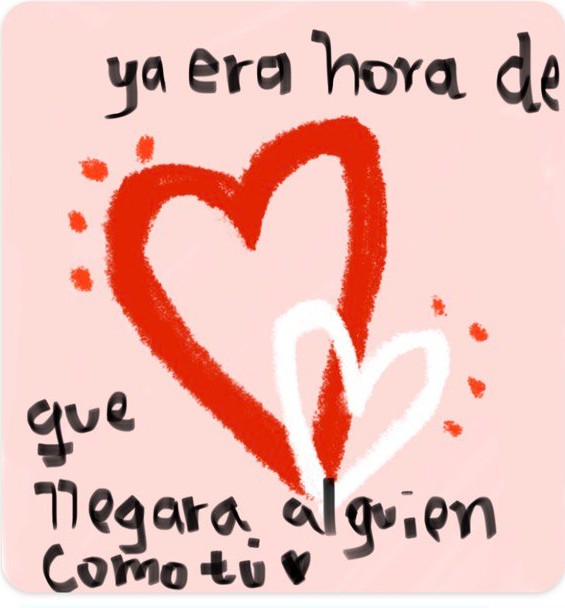 ya era hora de
que
llegara alguien
como tú ♥